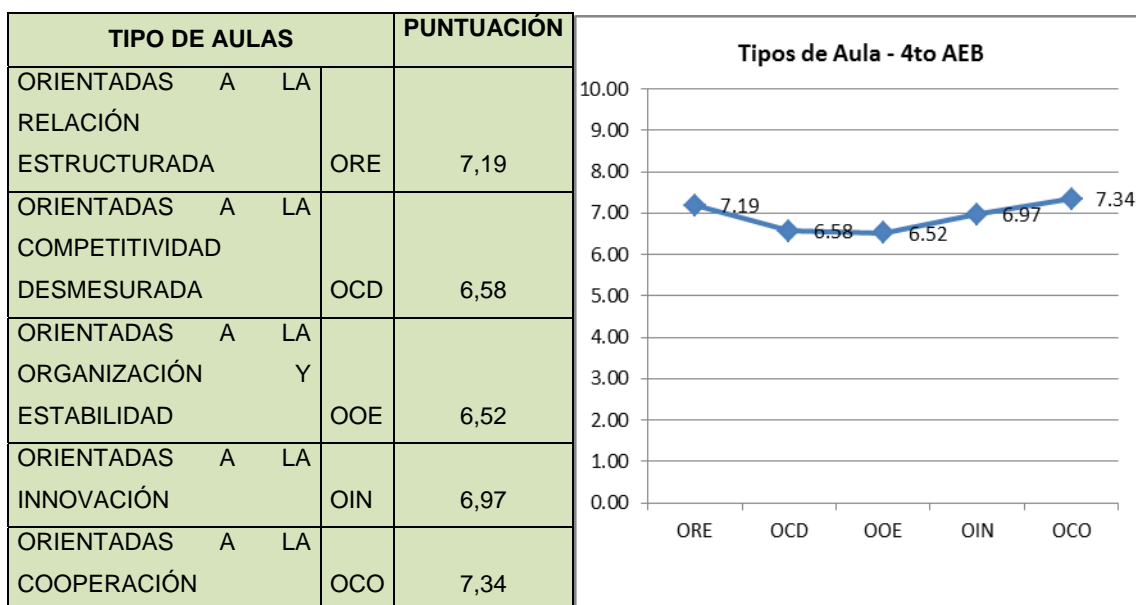 TIPO DE AULAS PUNTUACIÓN
ORIENTADAS A LA
RELACIÓN
ESTRUCTURADA ORE 7,19
ORIENTADAS A LA
COMPETITIVIDAD
DESMESURADA OCD 6,58
ORIENTADAS A LA
ORGANIZACIÓN Y
ESTABILIDAD OOE 6,52
ORIENTADAS A LA
INNOVACIÓN OIN 6,97
ORIENTADAS A LA
COOPERACIÓN OCO 7,34
Tipos de Aula - 4to AEB
10.00
9.00
8.00
7.00
6.00
5.00
4.00
3.00
2.00
1.00
0.00
7.19 6.58 6.52 6.97 7.34
ORE OCD OOE OIN OCO